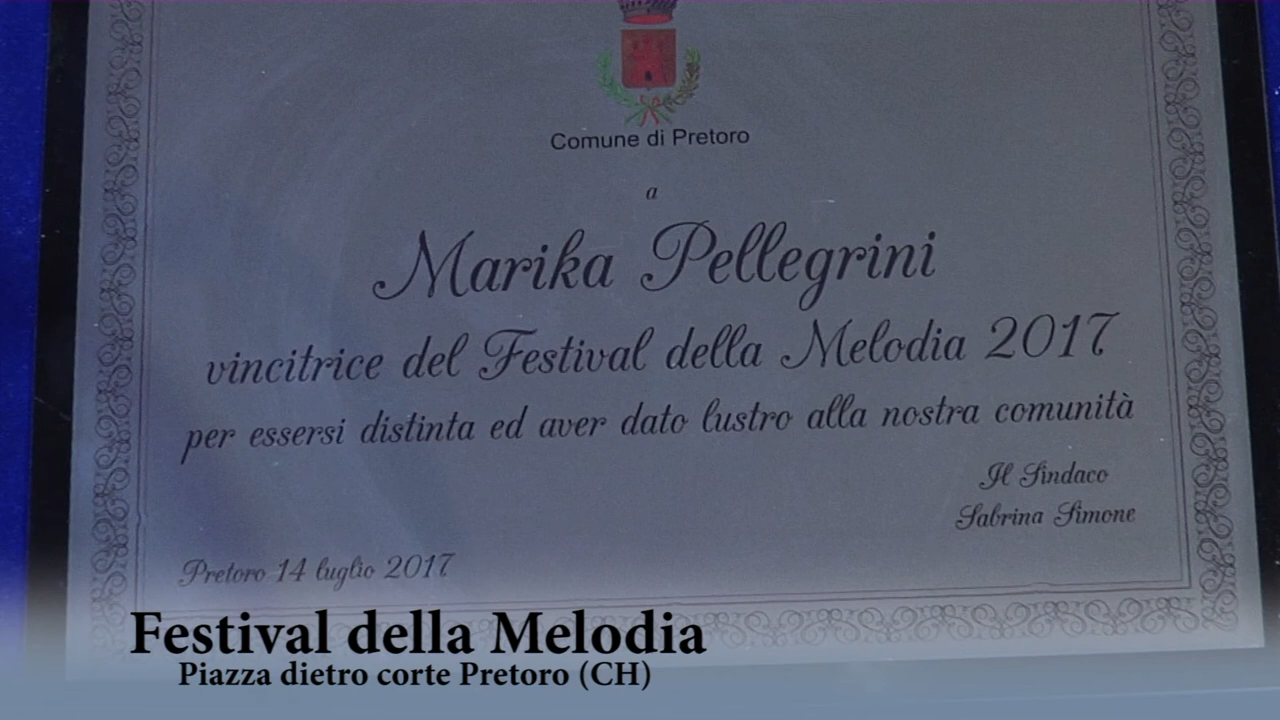 Comune di Pretoro
a
Marika Pellegrini
vincitrice del Festival della Melodia 2017
per essersi distinta ed aver dato lustro alla nostra comunità
Il Sindaco
Sabrina Simone
Pretoro 14 luglio 2017
Festival della Melodia
Piazza dietro corte Pretoro (CH)